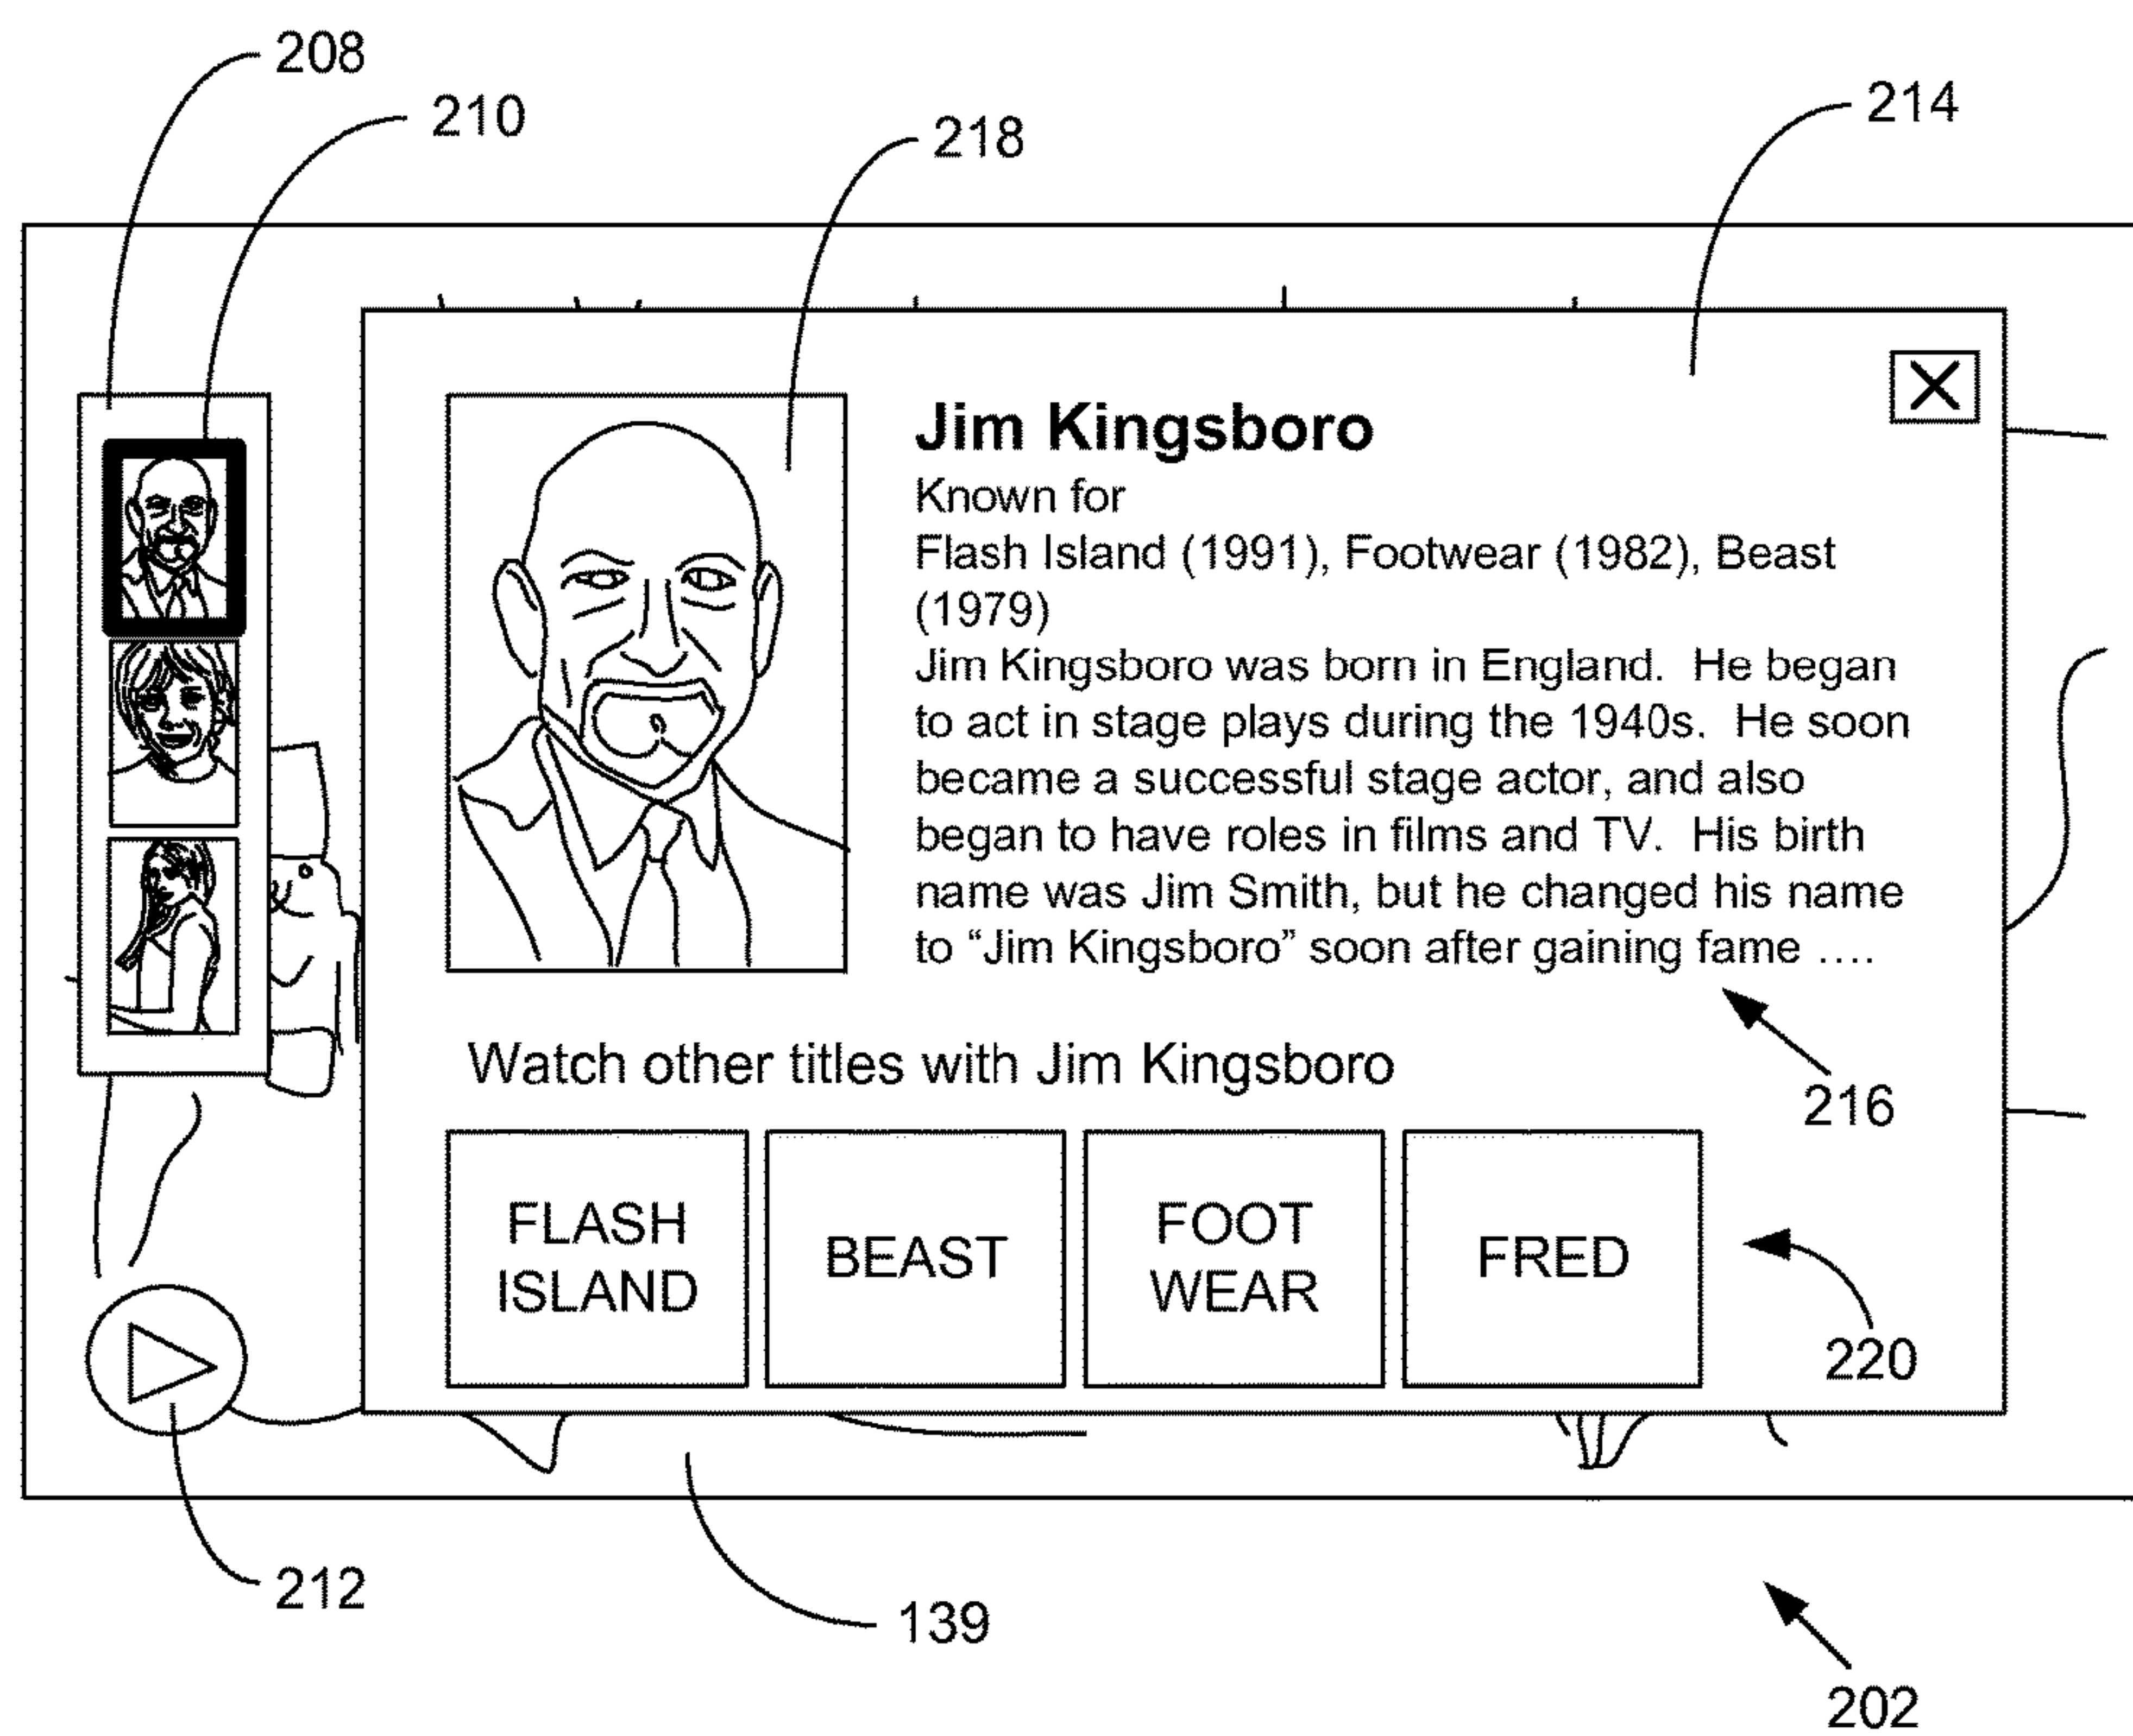 208
210
218
214
Jim Kingsboro
Known for
Flash Island (1991), Footwear (1982), Beast
(1979)
Jim Kingsboro was born in England.  He began
to act in stage plays during the 1940s.  He soon
became a successful stage actor, and also
began to have roles in films and TV.  His birth
name was Jim Smith, but he changed his name
to “Jim Kingsboro” soon after gaining fame ....
216
Watch other titles with Jim Kingsboro
FLASH
ISLAND
BEAST
FOOT
WEAR
FRED
220
212
139
202